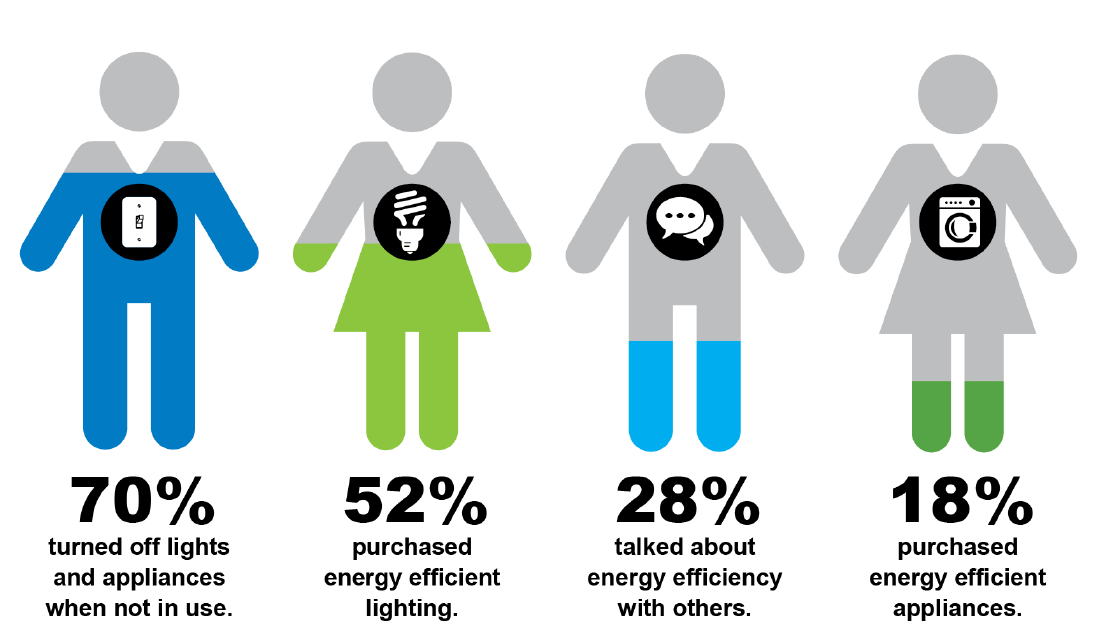 70%
turned off lights
and appliances
when not in use.
52%
purchased
energy efficient
lighting.
28%
talked about
energy efficiency
with others.
18%
purchased
energy efficient
appliances.